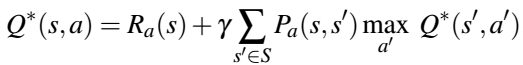 Q*(s,a) = R_a(s) + γ ∑_{s′∈S} P_a(s,s′) max_{a′} Q*(s′,a′)